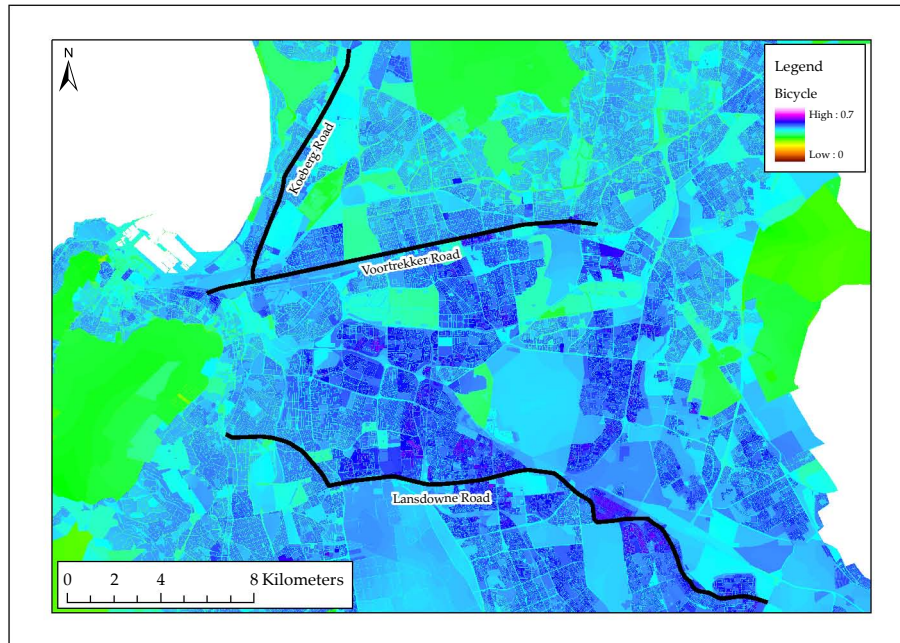 N
Legend
Bicycle
High : 0.7
Low : 0
Koeberg Road
Voortrekker Road
Lansdowne Road
0 2 4 8 Kilometers